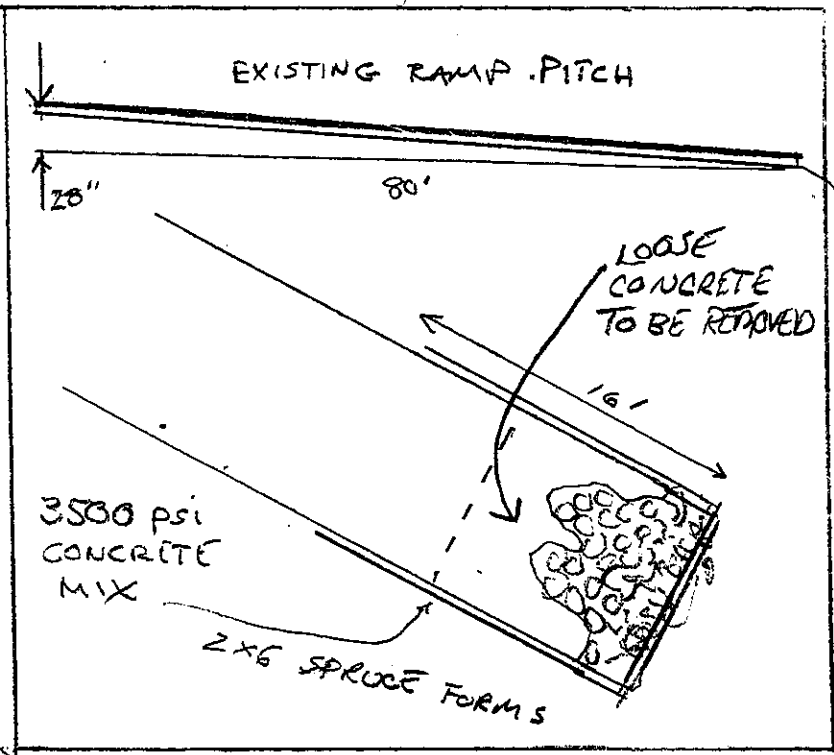 EXISTING RAMP PITCH
28"
80'
LOOSE
CONCRETE
TO BE REMOVED
16'
3500 psi
CONCRETE
MIX
2x6 SPRUCE FORMS